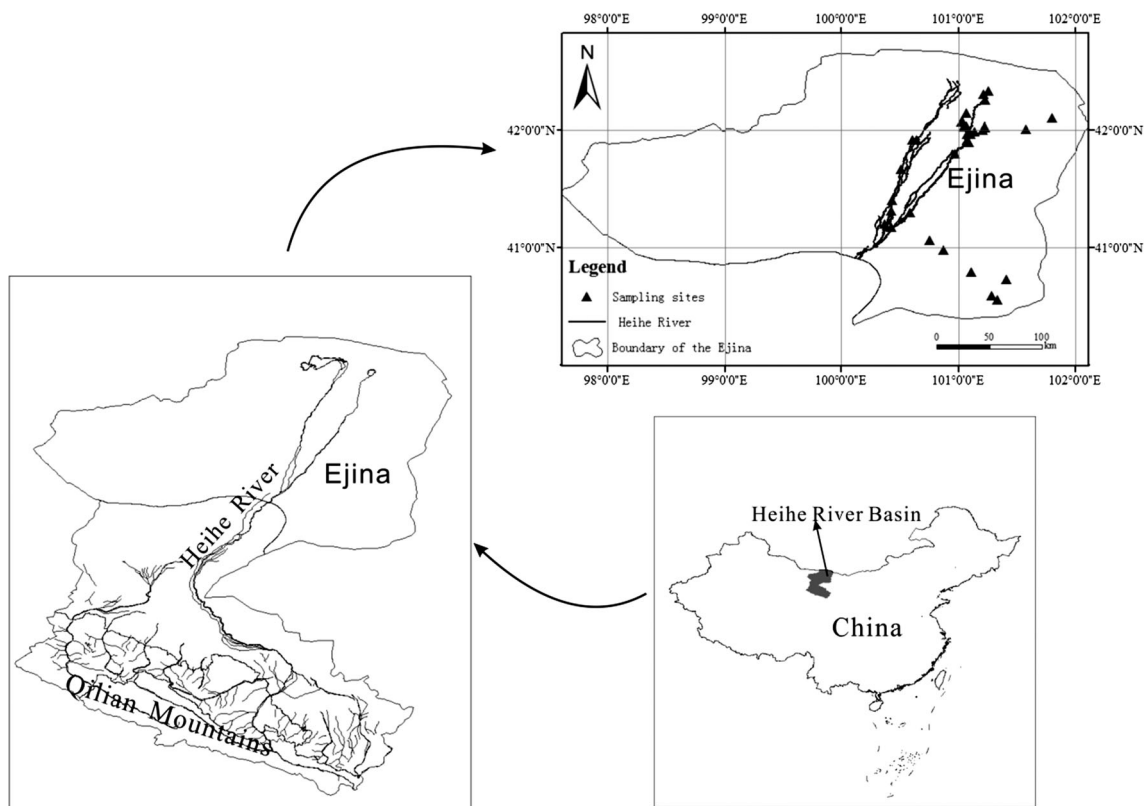 98°0'0"E
99°0'0"E
100°0'0"E
101°0'0"E
102°0'0"E
N
42°0'0"N
42°0'0"N
Ejina
41°0'0"N
41°0'0"N
Legend
Sampling sites
Heihe River
Boundary of the Ejina
0 50 100
km
98°0'0"E
99°0'0"E
100°0'0"E
101°0'0"E
102°0'0"E
Ejina
Heihe River
Qilian Mountains
Heihe River Basin
China